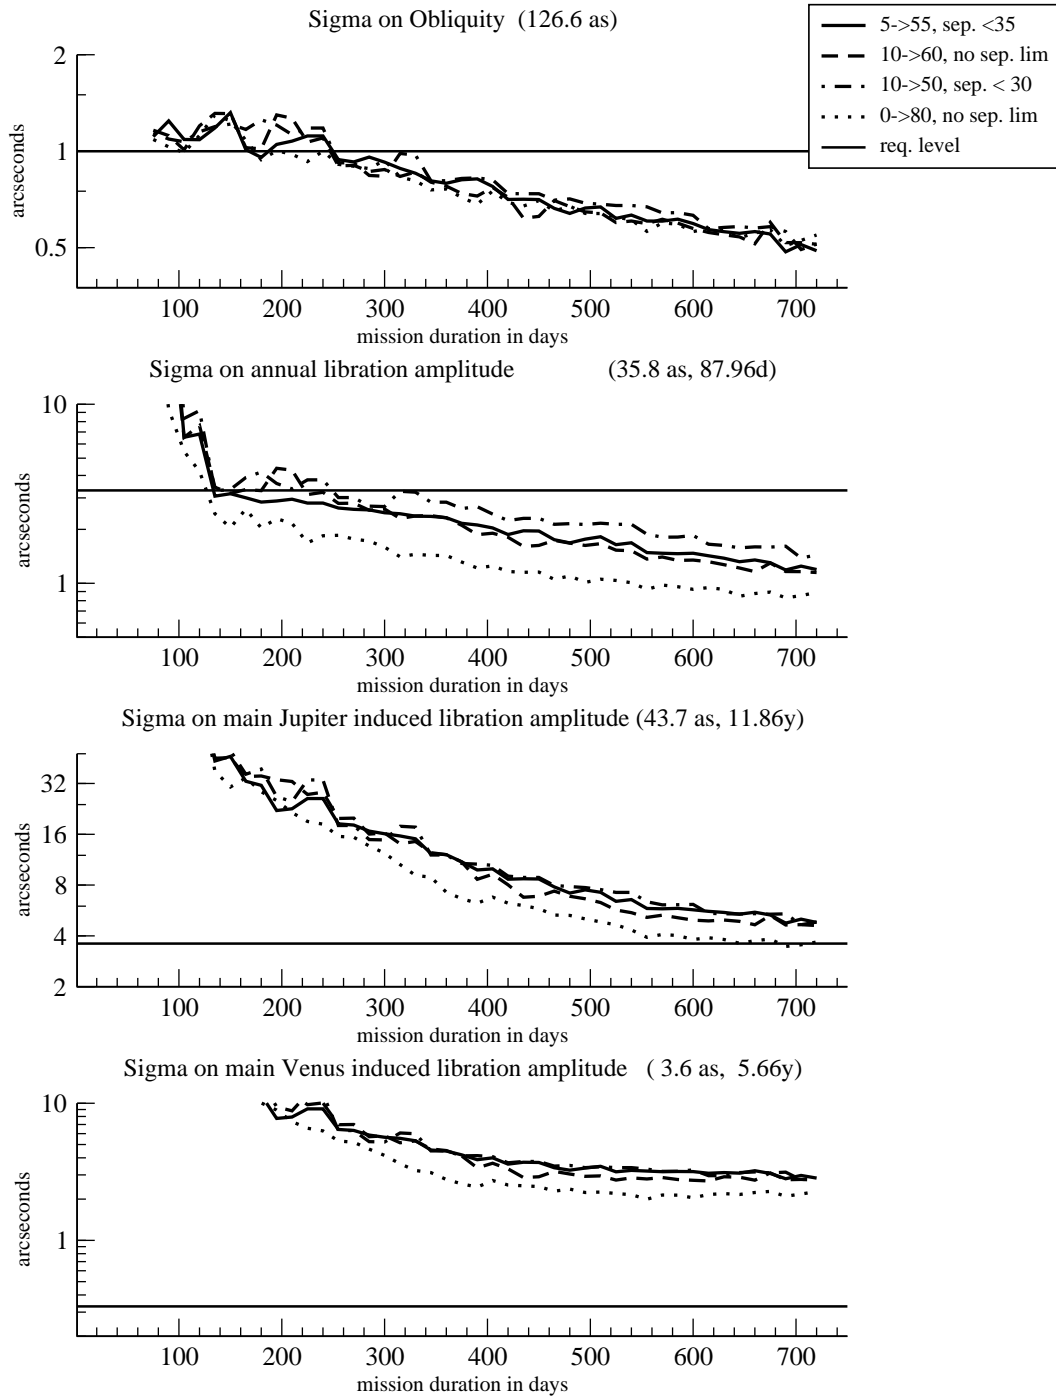 Sigma on Obliquity (126.6 as)
5->55, sep. <35
10->60, no sep. lim
10->50, sep. < 30
0->80, no sep. lim
req. level
2
1
0.5
arcseconds
100 200 300 400 500 600 700
mission duration in days
Sigma on annual libration amplitude (35.8 as, 87.96d)
10
1
arcseconds
100 200 300 400 500 600 700
mission duration in days
Sigma on main Jupiter induced libration amplitude (43.7 as, 11.86y)
32
16
8
4
2
arcseconds
100 200 300 400 500 600 700
mission duration in days
Sigma on main Venus induced libration amplitude ( 3.6 as, 5.66y)
10
1
arcseconds
100 200 300 400 500 600 700
mission duration in days